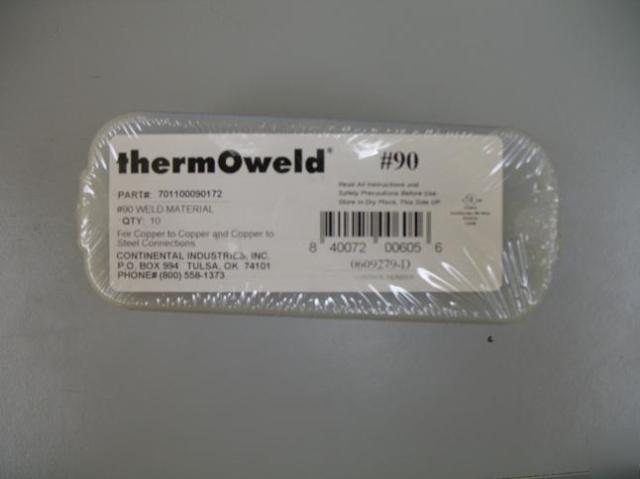 thermOweld®
#90
PART#: 701100090172
#90 WELD MATERIAL
QTY: 10
For Copper to Copper and Copper to
Steel Connections
CONTINENTAL INDUSTRIES, INC.
P.O. BOX 994 TULSA, OK 74101
PHONE# (800) 558-1373
Read All Instructions and
Safety Precautions Before Use.
Store in Dry Place, This Side UP
8 40072 00605 6
0609279-D